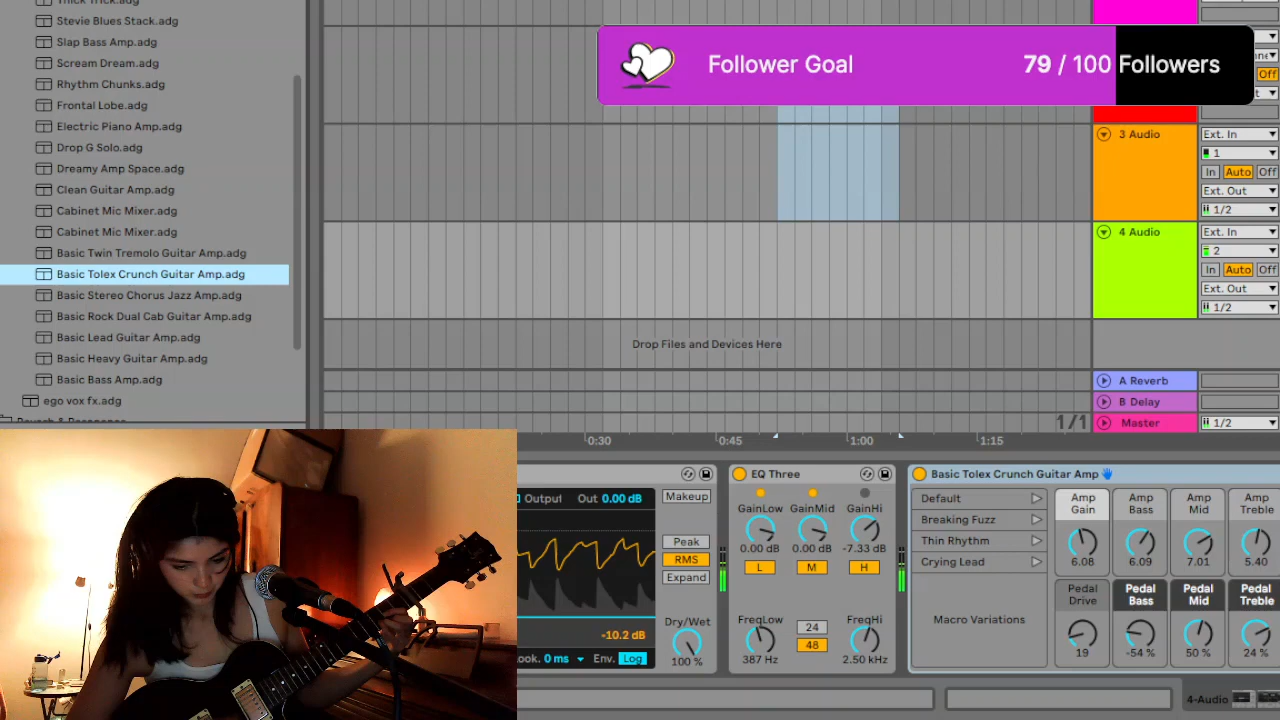 Stevie Blues Stack.adg
Slap Bass Amp.adg
Scream Dream.adg
Rhythm Chunks.adg
Frontal Lobe.adg
Electric Piano Amp.adg
Drop G Solo.adg
Dreamy Amp Space.adg
Clean Guitar Amp.adg
Cabinet Mic Mixer.adg
Cabinet Mic Mixer.adg
Basic Twin Tremolo Guitar Amp.adg
Basic Tolex Crunch Guitar Amp.adg
Basic Stereo Chorus Jazz Amp.adg
Basic Rock Dual Cab Guitar Amp.adg
Basic Lead Guitar Amp.adg
Basic Heavy Guitar Amp.adg
Basic Bass Amp.adg
ego vox fx.adg
Follower Goal 79 / 100 Followers
Off
3 Audio Ext. In
1
In Auto Off
Ext. Out
1/2
4 Audio Ext. In
2
In Auto Off
Ext. Out
1/2
Drop Files and Devices Here
A Reverb
B Delay
1/1 Master 1/2
0:30 0:45 1:00 1:15
Output Out 0.00 dB
Makeup
Peak
RMS
Expand
Dry/Wet
100 %
-10.2 dB
0 ms Env. Log
EQ Three
GainLow GainMid GainHi
0.00 dB 0.00 dB -7.33 dB
L M H
FreqLow FreqHi
24
48
387 Hz 2.50 kHz
Basic Tolex Crunch Guitar Amp
Default
Breaking Fuzz
Thin Rhythm
Crying Lead
Macro Variations
Amp Gain Amp Bass Amp Mid Amp Treble
6.08 6.09 7.01 5.40
Pedal Drive Pedal Bass Pedal Mid Pedal Treble
19 -54 % 50 % 24 %
4-Audio